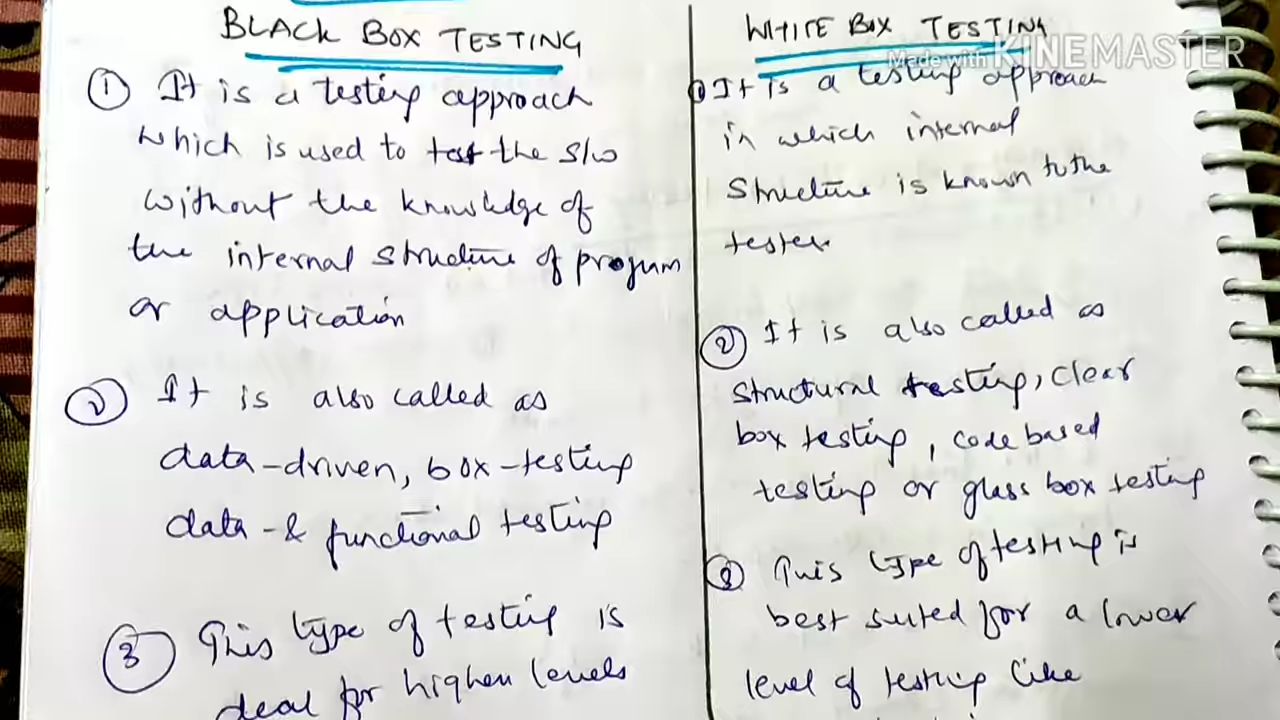 BLACK BOX TESTING
① It is a testing approach
which is used to test the s/w
without the knowledge of
the internal structure of program
or application
② It is also called as
data-driven, box-testing
data-& functional testing
③ This type of testing is
deal for higher levels
WHITE BOX TESTING
Made with KINEMASTER
① It is a testing approach
in which internal
structure is known to the
tester.
② It is also called as
structural testing, clear
box testing, code based
testing or glass box testing
③ This type of testing is
best suited for a lower
level of testing like